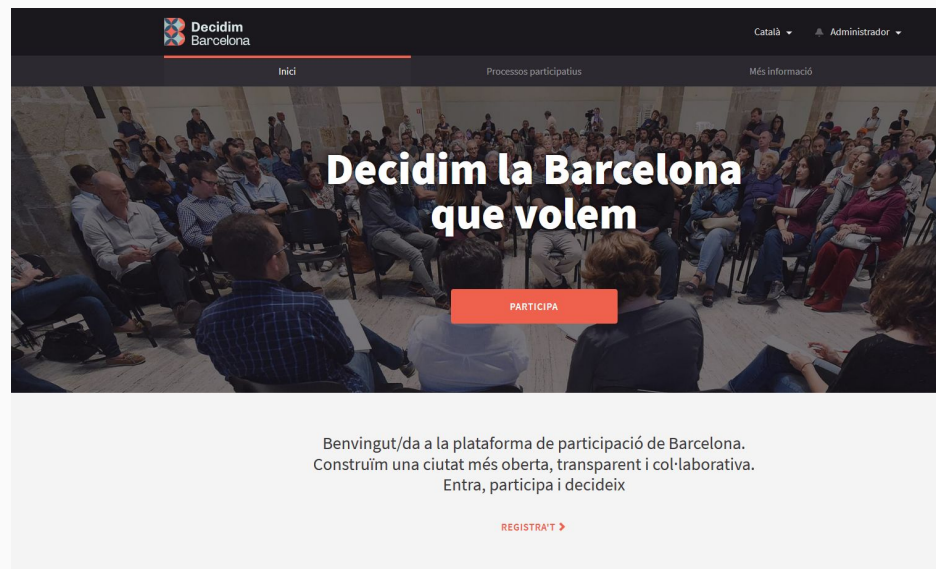 Decidim
Barcelona
Català
Administrador
Inici
Processos participatius
Més informació
Decidim la Barcelona
que volem
PARTICIPA
Benvingut/da a la plataforma de participació de Barcelona.
Construïm una ciutat més oberta, transparent i col·laborativa.
Entra, participa i decideix
REGISTRA'T